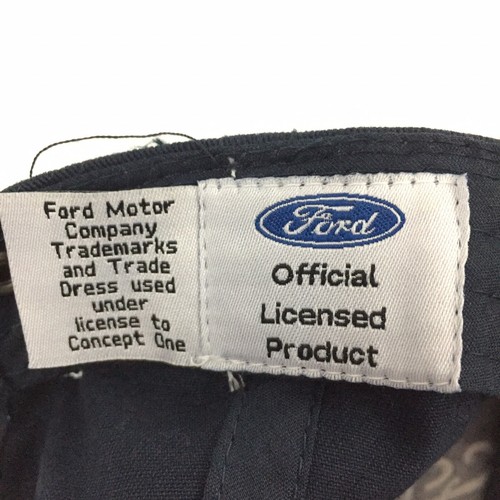 Ford Motor
Company
Trademarks
and Trade
Dress used
under
license to
Concept One
Ford
Official
Licensed
Product